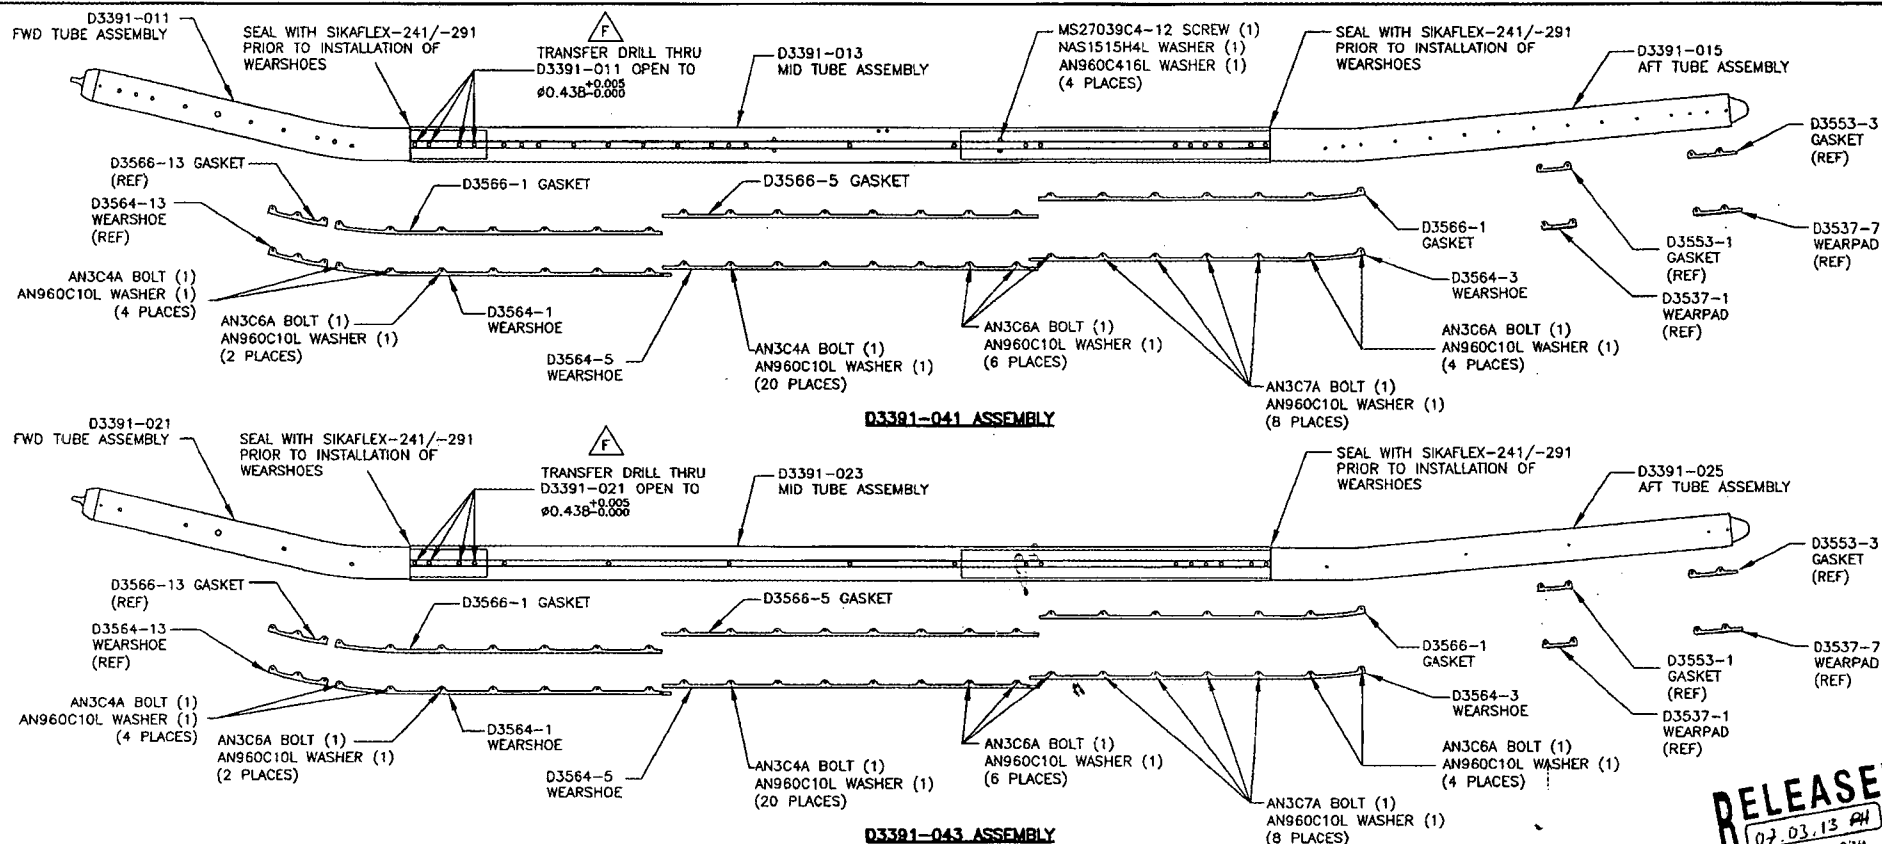 D3391-011
FWD TUBE ASSEMBLY
SEAL WITH SIKAFLEX-241/-291
PRIOR TO INSTALLATION OF
WEARSHOES
F
TRANSFER DRILL THRU
D3391-011 OPEN TO
ø0.438+0.005-0.000
D3391-013
MID TUBE ASSEMBLY
MS27039C4-12 SCREW (1)
NAS1515H4L WASHER (1)
AN960C416L WASHER (1)
(4 PLACES)
SEAL WITH SIKAFLEX-241/-291
PRIOR TO INSTALLATION OF
WEARSHOES
D3391-015
AFT TUBE ASSEMBLY
D3553-3
GASKET
(REF)
D3566-13 GASKET
(REF)
D3564-13
WEARSHOE
(REF)
D3566-1 GASKET
D3566-5 GASKET
D3566-1
GASKET
D3553-1
GASKET
(REF)
D3537-7
WEARPAD
(REF)
AN3C4A BOLT (1)
AN960C10L WASHER (1)
(4 PLACES)
AN3C6A BOLT (1)
AN960C10L WASHER (1)
(2 PLACES)
D3564-1
WEARSHOE
D3564-5
WEARSHOE
AN3C4A BOLT (1)
AN960C10L WASHER (1)
(20 PLACES)
AN3C6A BOLT (1)
AN960C10L WASHER (1)
(6 PLACES)
AN3C7A BOLT (1)
AN960C10L WASHER (1)
(8 PLACES)
D3564-3
WEARSHOE
AN3C6A BOLT (1)
AN960C10L WASHER (1)
(4 PLACES)
D3537-1
WEARPAD
(REF)
D3391-041 ASSEMBLY
D3391-021
FWD TUBE ASSEMBLY
SEAL WITH SIKAFLEX-241/-291
PRIOR TO INSTALLATION OF
WEARSHOES
F
TRANSFER DRILL THRU
D3391-021 OPEN TO
ø0.438+0.005-0.000
D3391-023
MID TUBE ASSEMBLY
SEAL WITH SIKAFLEX-241/-291
PRIOR TO INSTALLATION OF
WEARSHOES
D3391-025
AFT TUBE ASSEMBLY
D3553-3
GASKET
(REF)
D3566-13 GASKET
(REF)
D3564-13
WEARSHOE
(REF)
D3566-1 GASKET
D3566-5 GASKET
D3566-1
GASKET
D3553-1
GASKET
(REF)
D3537-7
WEARPAD
(REF)
AN3C4A BOLT (1)
AN960C10L WASHER (1)
(4 PLACES)
AN3C6A BOLT (1)
AN960C10L WASHER (1)
(2 PLACES)
D3564-1
WEARSHOE
D3564-5
WEARSHOE
AN3C4A BOLT (1)
AN960C10L WASHER (1)
(20 PLACES)
AN3C6A BOLT (1)
AN960C10L WASHER (1)
(6 PLACES)
AN3C7A BOLT (1)
AN960C10L WASHER (1)
(8 PLACES)
D3564-3
WEARSHOE
AN3C6A BOLT (1)
AN960C10L WASHER (1)
(4 PLACES)
D3537-1
WEARPAD
(REF)
D3391-043 ASSEMBLY
RELEASE
07.03.13